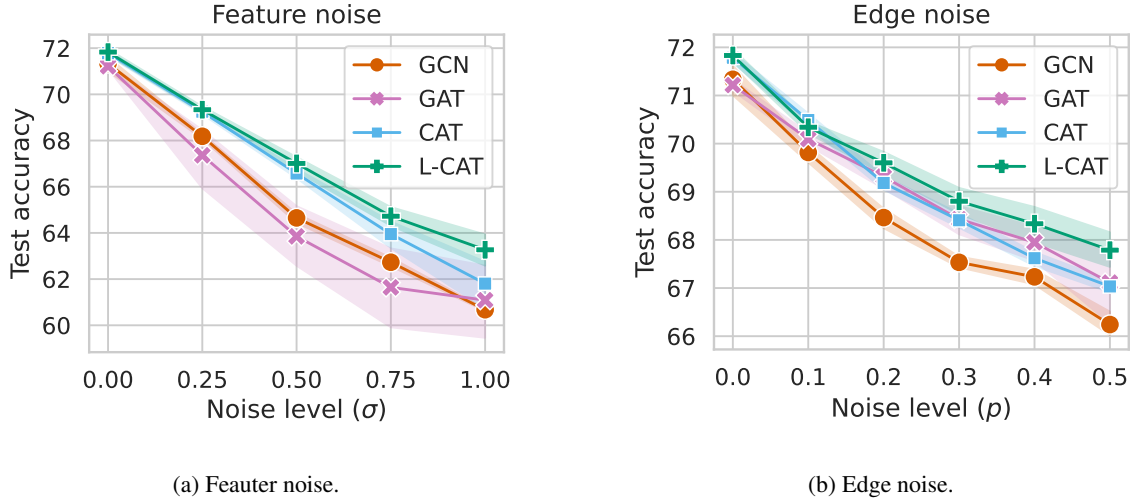 Feature noise
72
70
68
66
64
62
60
Test accuracy
GCN
GAT
CAT
L-CAT
0.00 0.25 0.50 0.75 1.00
Noise level (σ)
(a) Feauter noise.
Edge noise
72
71
70
69
68
67
66
Test accuracy
GCN
GAT
CAT
L-CAT
0.0 0.1 0.2 0.3 0.4 0.5
Noise level (p)
(b) Edge noise.